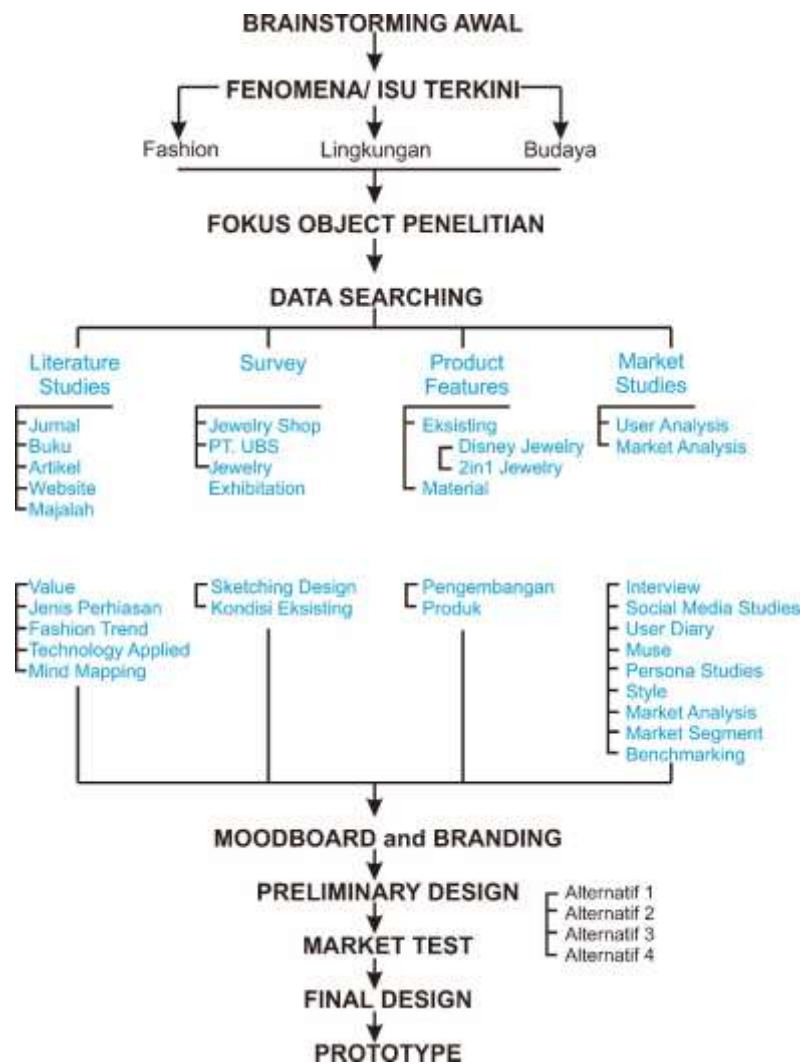 BRAINSTORMING AWAL
FENOMENA/ ISU TERKINI
Fashion
Lingkungan
Budaya
FOKUS OBJECT PENELITIAN
DATA SEARCHING
Literature
Studies
Jurnal
Buku
Artikel
Website
Majalah
Survey
Jewelry Shop
PT. UBS
Jewelry
Exhibitation
Product
Features
Eksisting
Disney Jewelry
2in1 Jewelry
Material
Market
Studies
User Analysis
Market Analysis
Value
Jenis Perhiasan
Fashion Trend
Technology Applied
Mind Mapping
Sketching Design
Kondisi Eksisting
Pengembangan
Produk
Interview
Social Media Studies
User Diary
Muse
Persona Studies
Style
Market Analysis
Market Segment
Benchmarking
MOODBOARD and BRANDING
PRELIMINARY DESIGN
Alternatif 1
Alternatif 2
Alternatif 3
Alternatif 4
MARKET TEST
FINAL DESIGN
PROTOTYPE